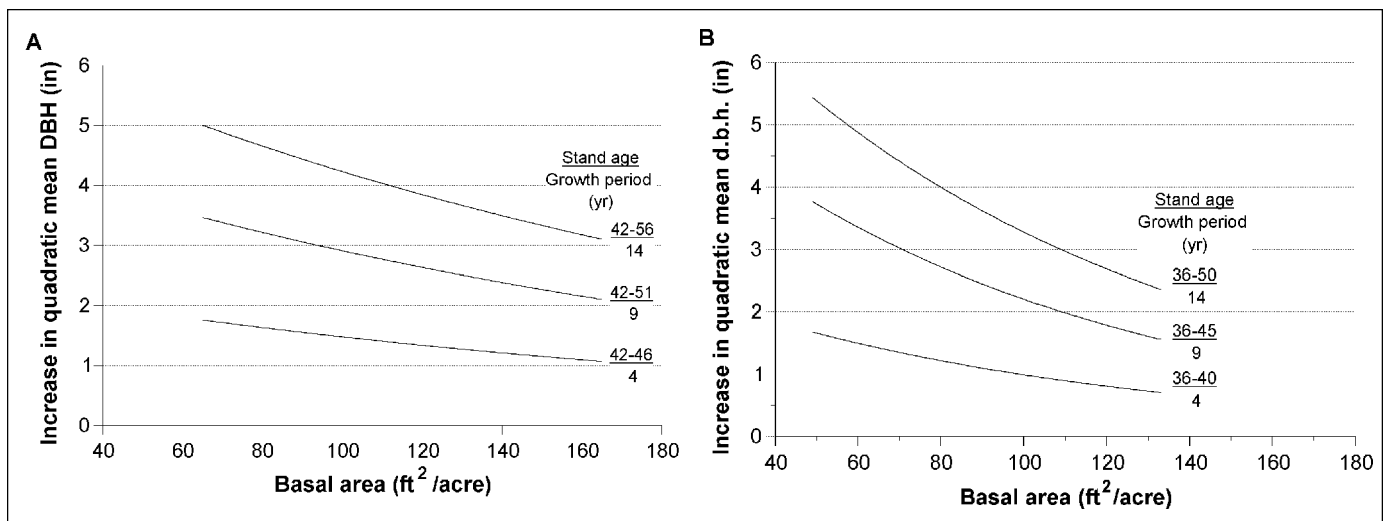 A
Increase in quadratic mean DBH (in)
6
5
4
3
2
1
0
40 60 80 100 120 140 160 180
Basal area (ft² /acre)
Stand age
Growth period
(yr)
42-56
14
42-51
9
42-46
4
B
Increase in quadratic mean d.b.h. (in)
6
5
4
3
2
1
0
40 60 80 100 120 140 160 180
Basal area (ft² /acre)
Stand age
Growth period
(yr)
36-50
14
36-45
9
36-40
4